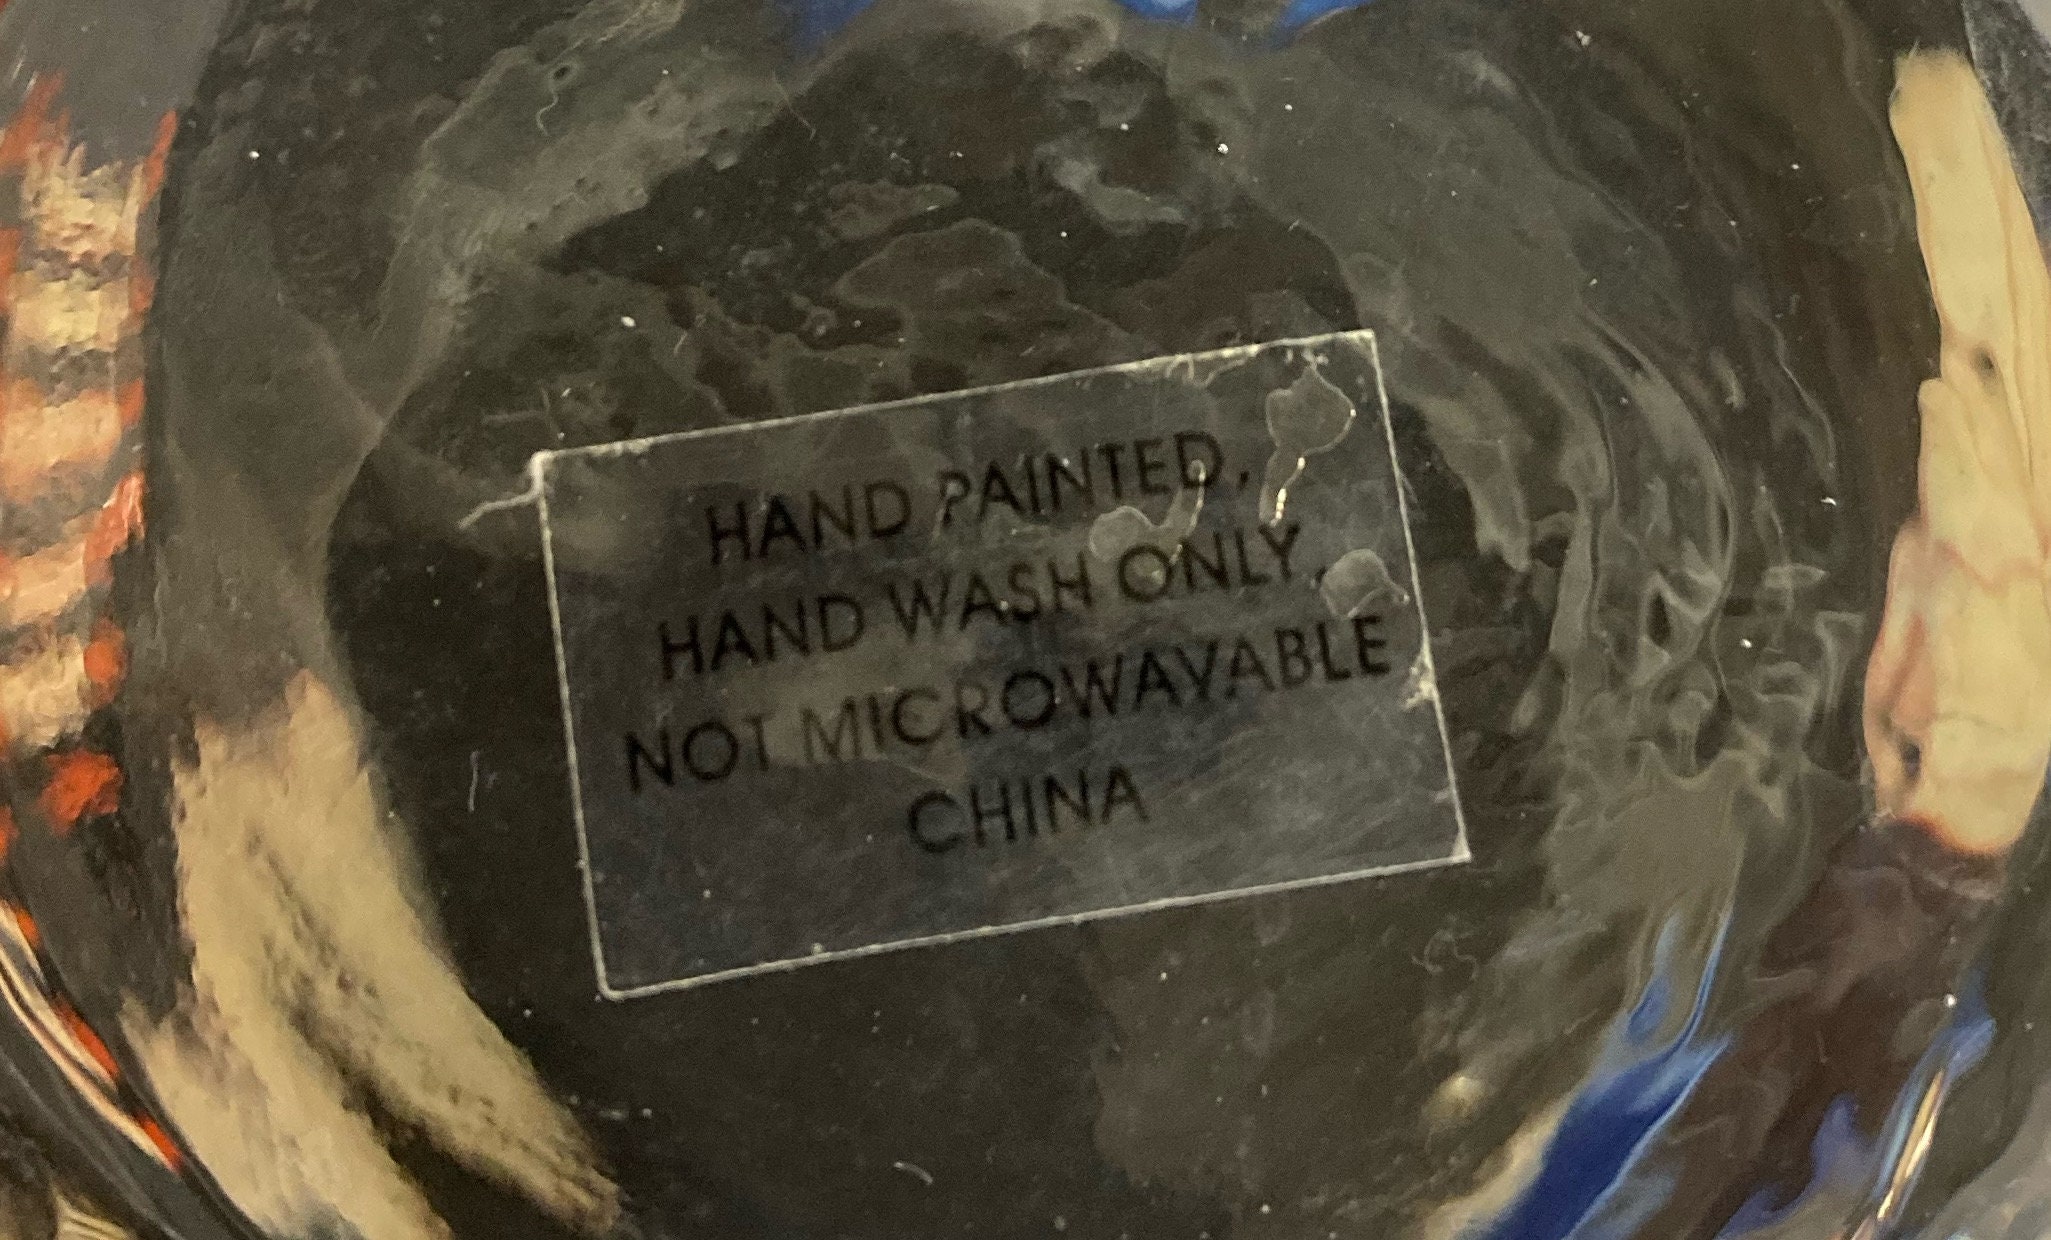 HAND PAINTED,
HAND WASH ONLY,
NOT MICROWAVABLE
CHINA